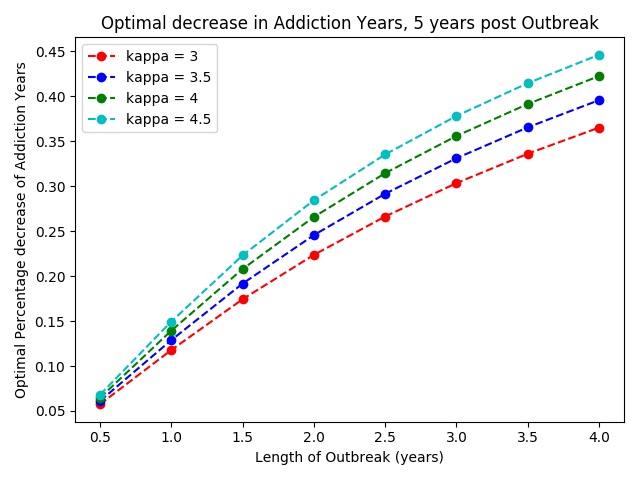 Optimal decrease in Addiction Years, 5 years post Outbreak
kappa = 3
kappa = 3.5
kappa = 4
kappa = 4.5
Optimal Percentage decrease of Addiction Years
0.45
0.40
0.35
0.30
0.25
0.20
0.15
0.10
0.05
0.5 1.0 1.5 2.0 2.5 3.0 3.5 4.0
Length of Outbreak (years)